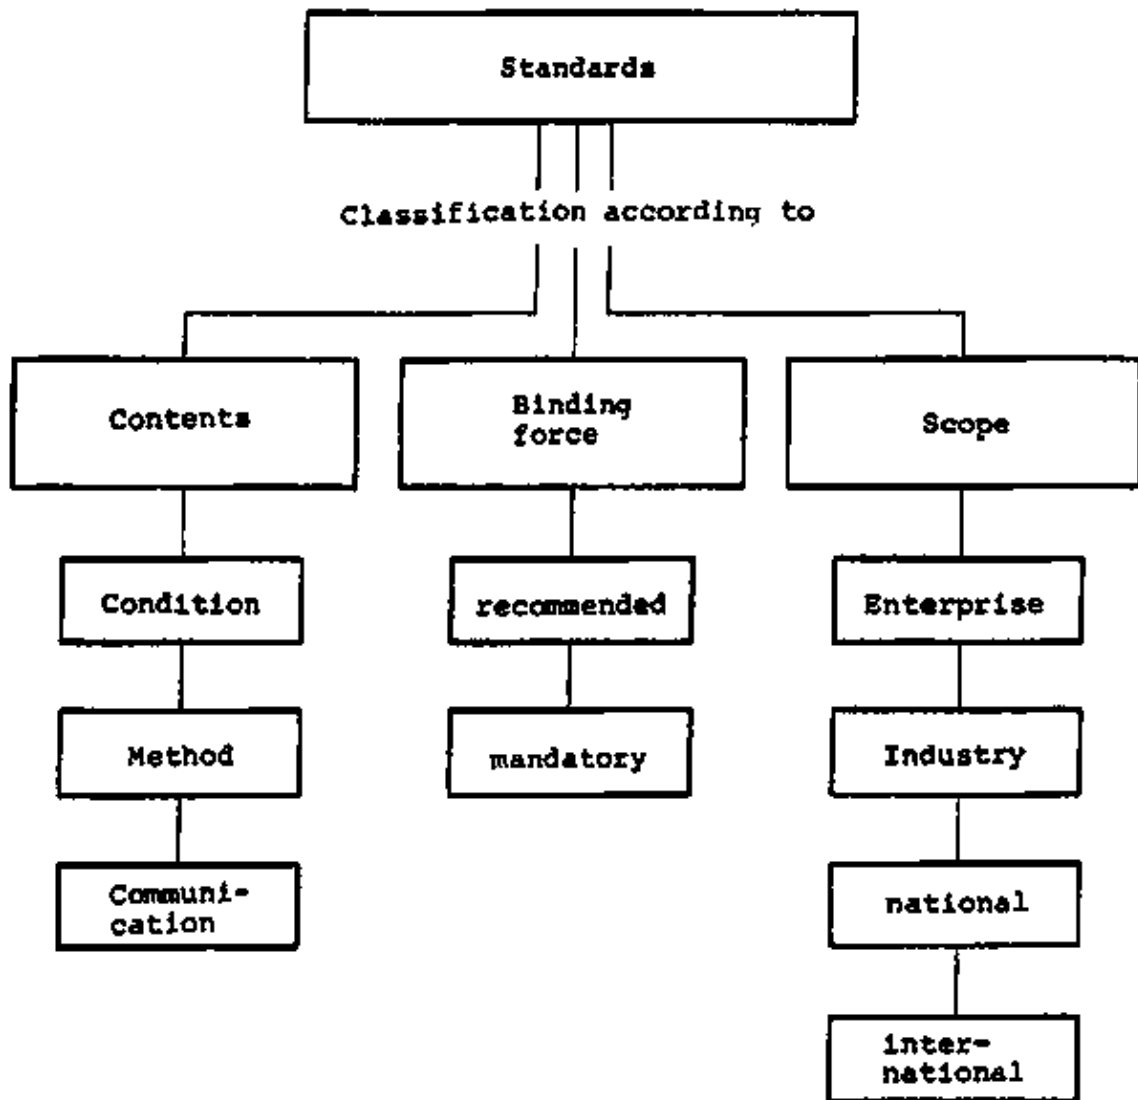 Standards
Classification according to
Contents
Binding
force
Scope
Condition
recommended
Enterprise
Method
mandatory
Industry
Communi-
cation
national
inter-
national